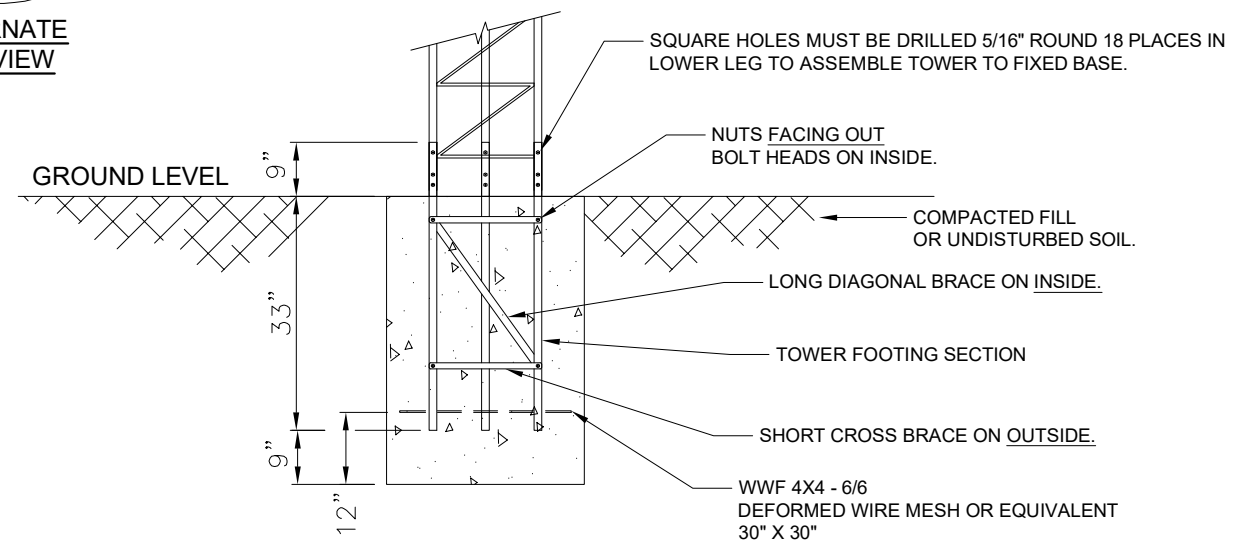 RNATE
VIEW
SQUARE HOLES MUST BE DRILLED 5/16" ROUND 18 PLACES IN
LOWER LEG TO ASSEMBLE TOWER TO FIXED BASE.
NUTS FACING OUT
BOLT HEADS ON INSIDE.
9"
GROUND LEVEL
COMPACTED FILL
OR UNDISTURBED SOIL.
LONG DIAGONAL BRACE ON INSIDE.
33"
TOWER FOOTING SECTION
SHORT CROSS BRACE ON OUTSIDE.
9"
12"
WWF 4X4 - 6/6
DEFORMED WIRE MESH OR EQUIVALENT
30" X 30"